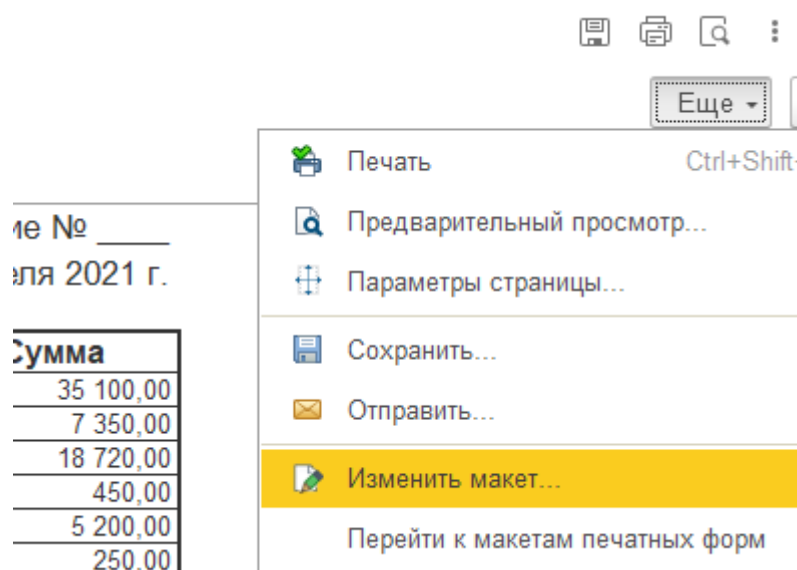 Еще
Печать Ctrl+Shift+
Предварительный просмотр...
Параметры страницы...
Сохранить...
Отправить...
Изменить макет...
Перейти к макетам печатных форм
ие № ____
еля 2021 г.
Сумма
35 100,00
7 350,00
18 720,00
450,00
5 200,00
250,00